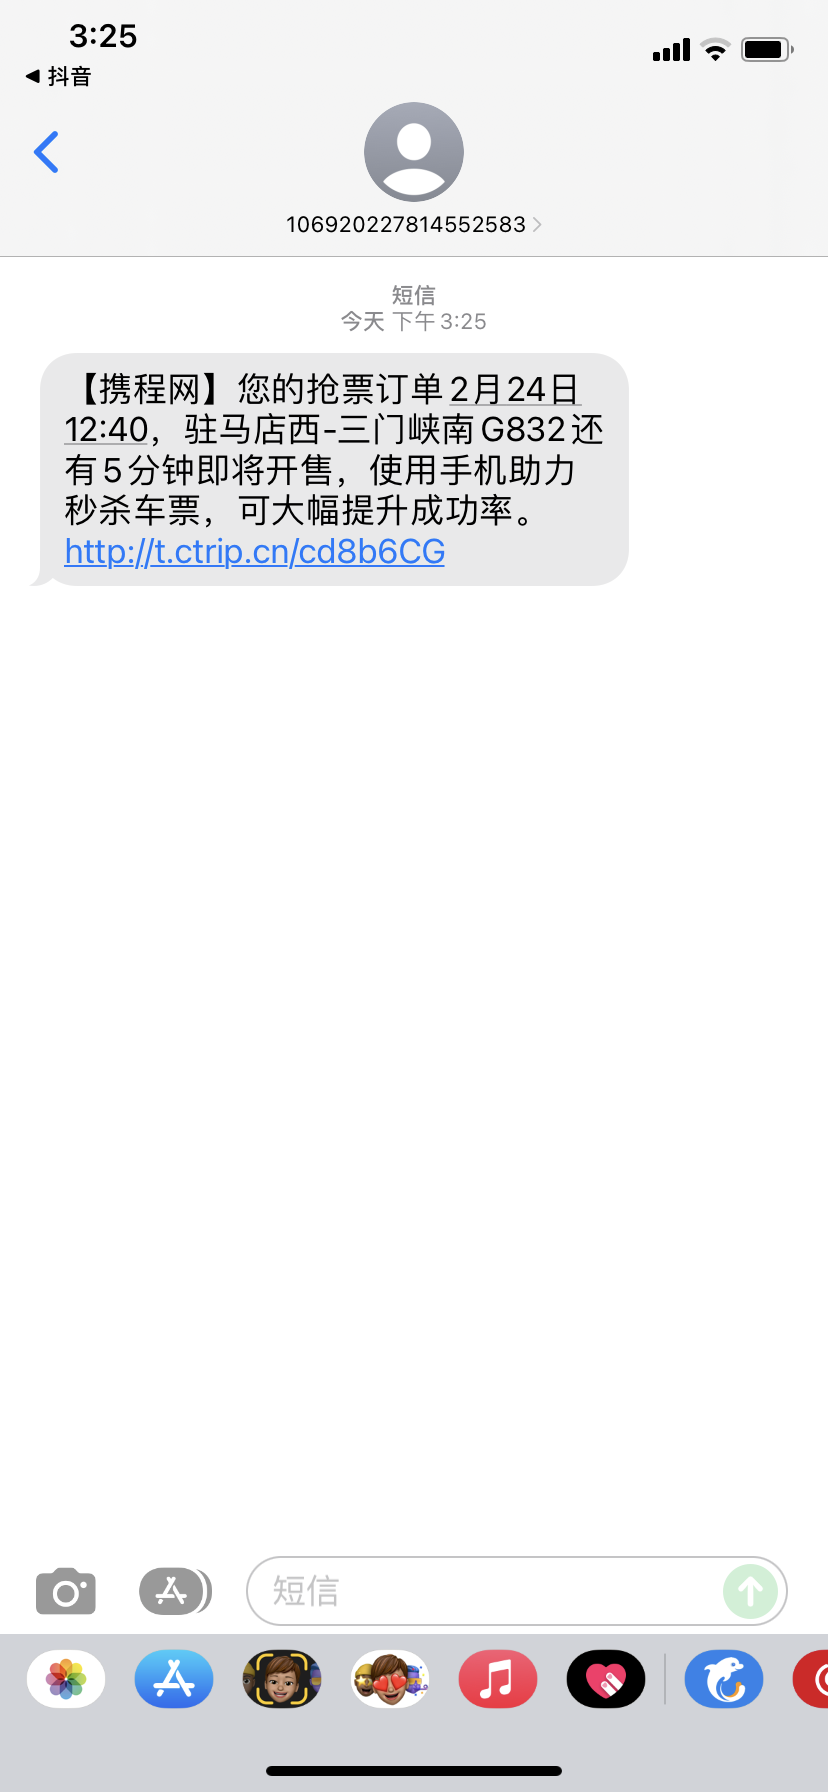 3:25
抖音
106920227814552583
短信
今天 下午 3:25
【携程网】您的抢票订单2月24日
12:40，驻马店西-三门峡南G832还
有5分钟即将开售，使用手机助力
秒杀车票，可大幅提升成功率。
http://t.ctrip.cn/cd8b6CG
短信